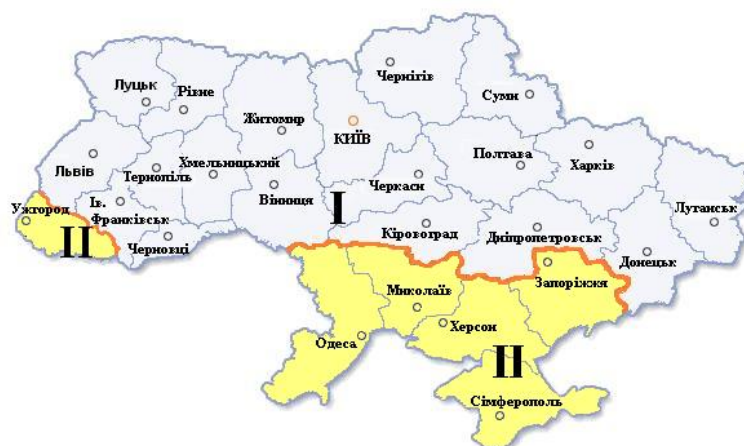 Чернігів
Луцьк
Рівне
Суми
Житомир
КИЇВ
Полтава
Харків
Львів
Хмельницький
Тернопіль
Черкаси
Вінниця
Ів.
Франківськ
Ужгород
I
Луганськ
Кіровоград
Дніпропетровськ
II
Черновці
Донецьк
Запоріжжя
Миколаїв
Херсон
Одеса
II
Сімферополь